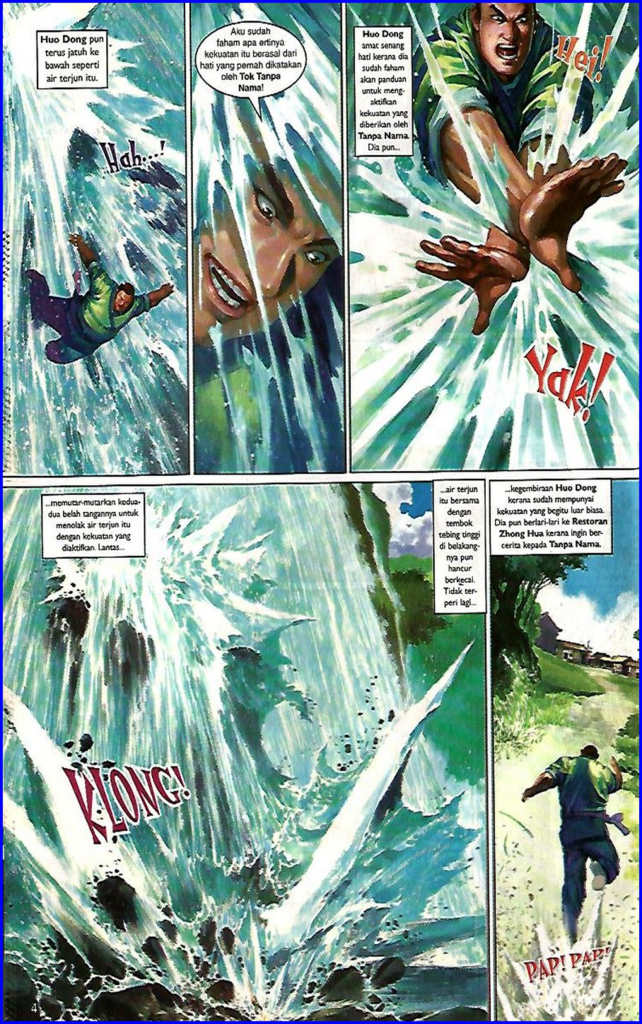 Huo Dong pun
terus jatuh ke
bawah seperti
air terjun itu.
Hah...!
Aku sudah
faham apa ertinya
kekuatan itu berasal dari
hati yang pernah dikatakan
oleh Tok Tanpa
Nama!
Huo Dong
amat senang
hati kerana dia
sudah faham
akan panduan
untuk meng-
aktifkan
kekuatan yang
diberikan oleh
Tanpa Nama.
Dia pun...
Hei!
Yak!
...memutar-mutarkan kedua-
dua belah tangannya untuk
menolak air terjun itu
dengan kekuatan yang
diaktifkan. Lantas...
KLONG!
...air terjun
itu bersama
dengan
tembok
tebing tinggi
di belakang-
nya pun
hancur
berkecai.
Tidak ter-
peri lagi...
...kegembiraan Huo Dong
kerana sudah mempunyai
kekuatan yang begitu luar biasa.
Dia pun berlari-lari ke Restoran
Zhong Hua kerana ingin ber-
cerita kepada Tanpa Nama.
PAP! PAP!
4